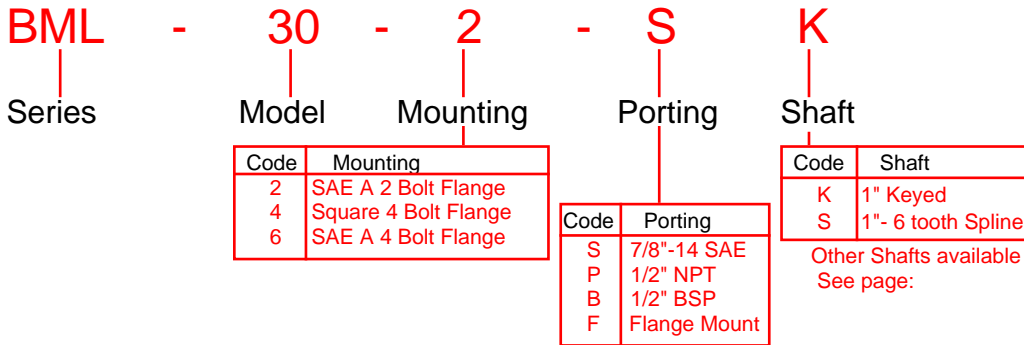 BML - 30 - 2 - S K
Series Model Mounting Porting Shaft
Code Mounting
2 SAE A 2 Bolt Flange
4 Square 4 Bolt Flange
6 SAE A 4 Bolt Flange
Code Porting
S 7/8"-14 SAE
P 1/2" NPT
B 1/2" BSP
F Flange Mount
Code Shaft
K 1" Keyed
S 1"- 6 tooth Spline
Other Shafts available
See page: